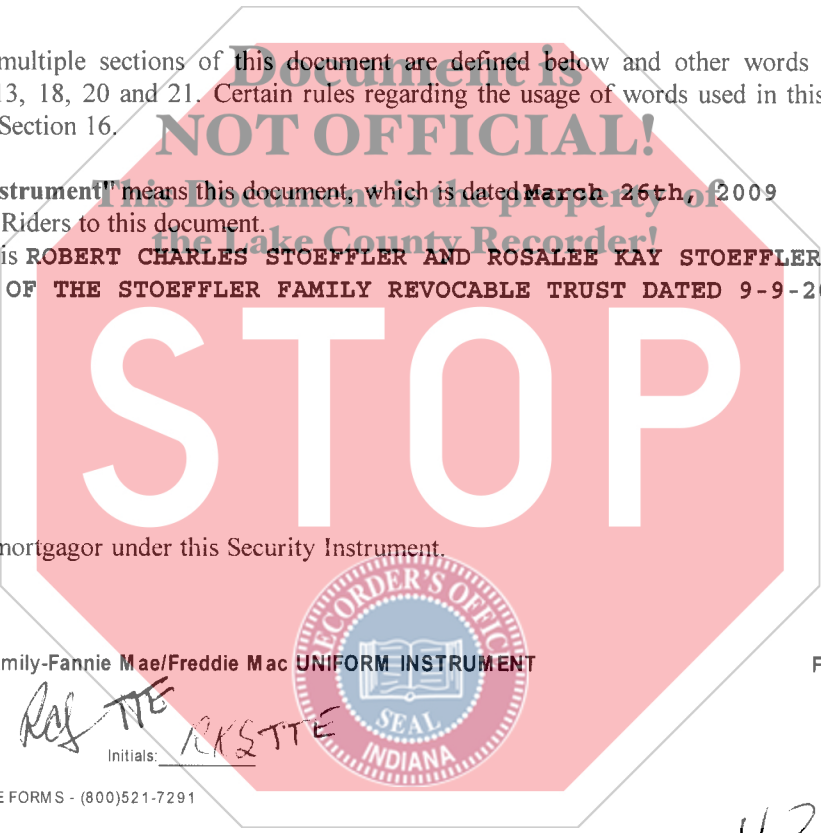 multiple sections of this document are defined below and other words
Document is
13, 18, 20 and 21. Certain rules regarding the usage of words used in this
Section 16.
NOT OFFICIAL!
strument" means this document, which is dated March 26th, 2009
This Document is the property of
Riders to this document.
the Lake County Recorder!
is ROBERT CHARLES STOEFFLER AND ROSALEE KAY STOEFFLER
OF THE STOEFFLER FAMILY REVOCABLE TRUST DATED 9-9-20
STOP
mortgagor under this Security Instrument.
RECORDER'S OFFICE
mily-Fannie Mae/Freddie Mac UNIFORM INSTRUMENT
F
RCS TTE
Initials: RKS TTE
SEAL
INDIANA
E FORMS - (800)521-7291